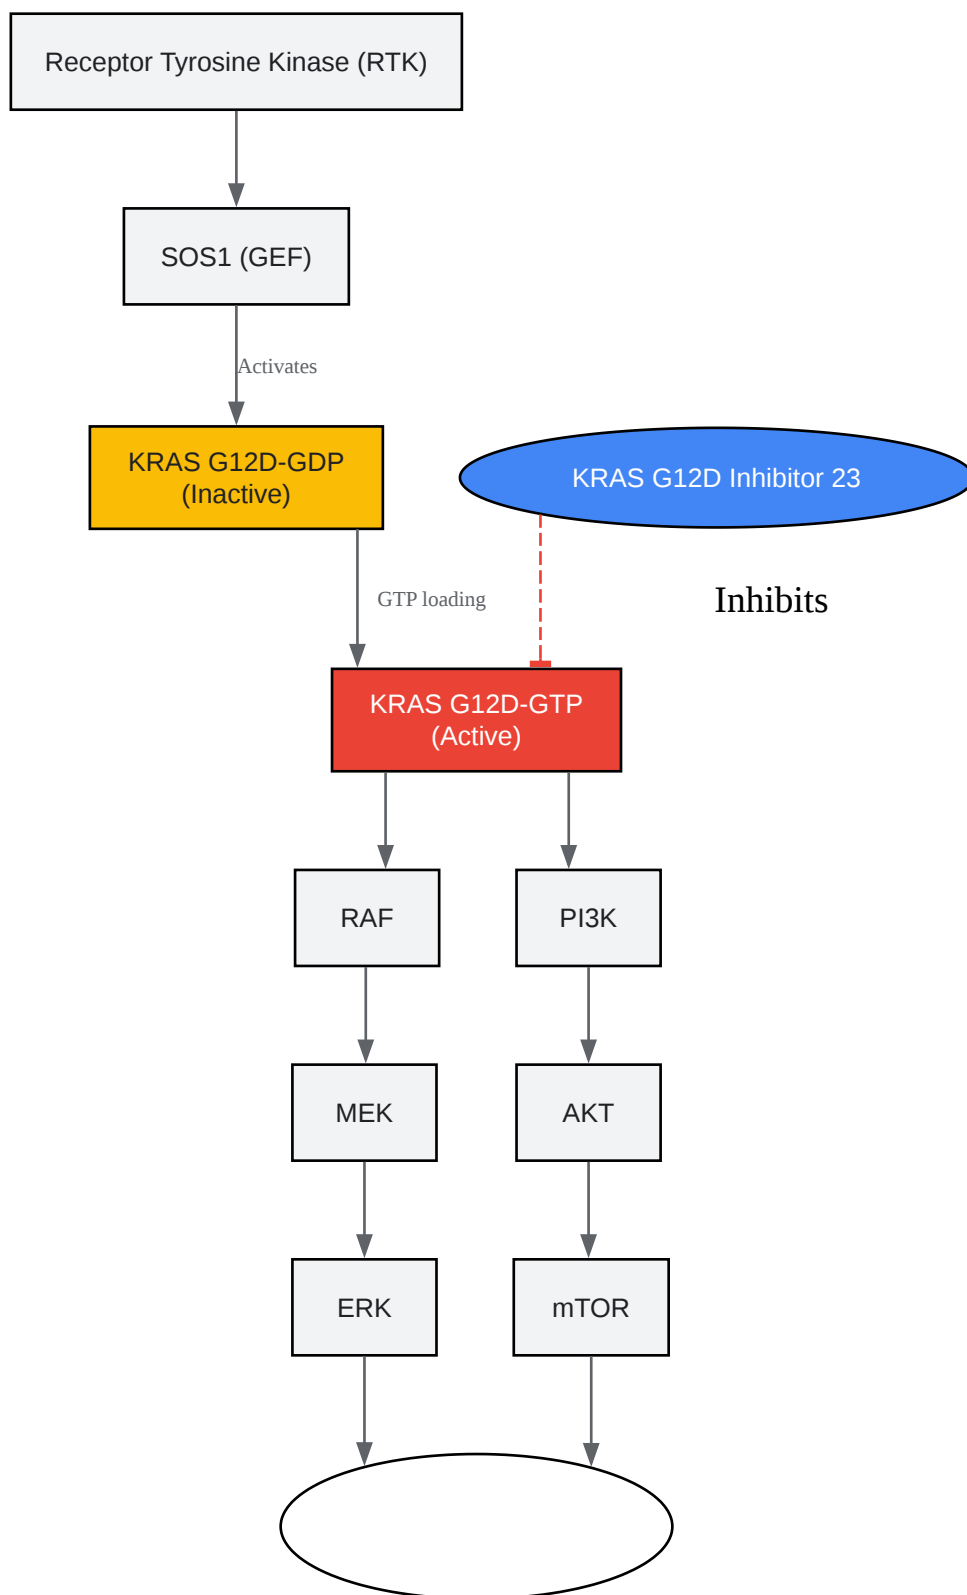 Receptor Tyrosine Kinase (RTK)
SOS1 (GEF)
Activates
KRAS G12D-GDP
(Inactive)
KRAS G12D Inhibitor 23
GTP loading
Inhibits
KRAS G12D-GTP
(Active)
RAF
PI3K
MEK
AKT
ERK
mTOR